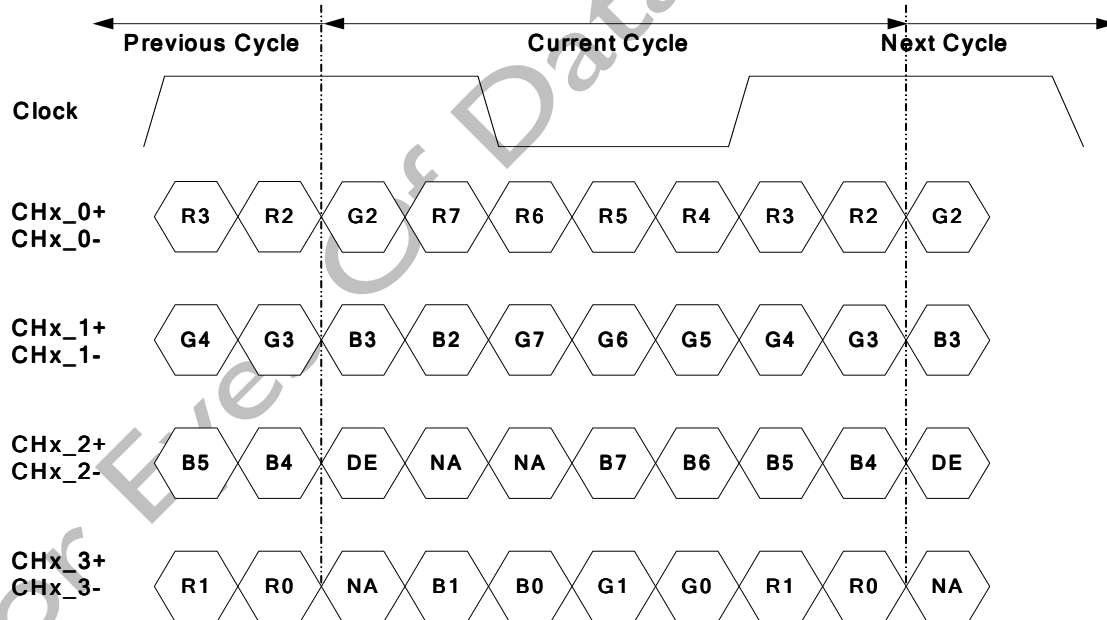 Previous Cycle Current Cycle Next Cycle
Clock
CHx_0+ R3 R2 G2 R7 R6 R5 R4 R3 R2 G2
CHx_0-
CHx_1+ G4 G3 B3 B2 G7 G6 G5 G4 G3 B3
CHx_1-
CHx_2+ B5 B4 DE NA NA B7 B6 B5 B4 DE
CHx_2-
CHx_3+ R1 R0 NA B1 B0 G1 G0 R1 R0 NA
CHx_3-
Of Data